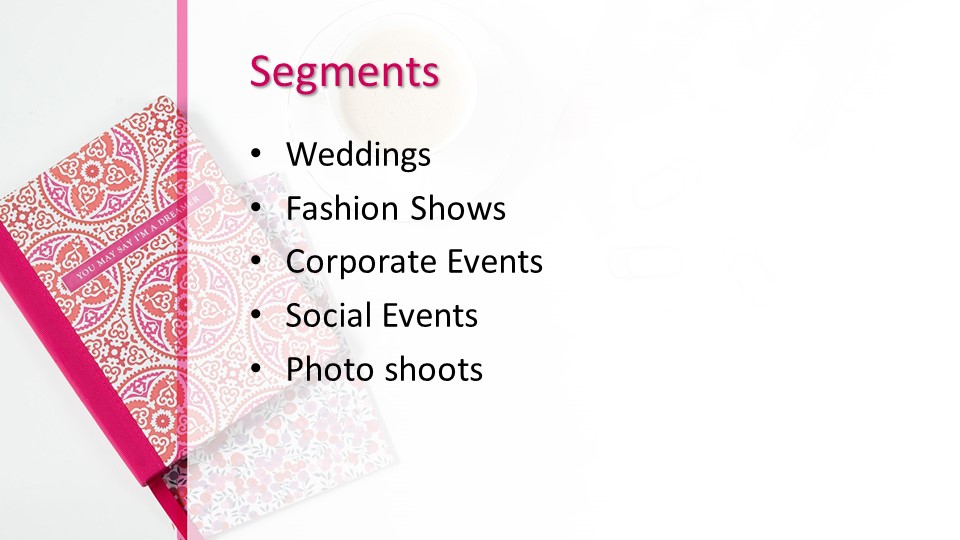 Segments
• Weddings
• Fashion Shows
• Corporate Events
• Social Events
• Photo shoots
YOU MAY SAY I'M A DREAMER